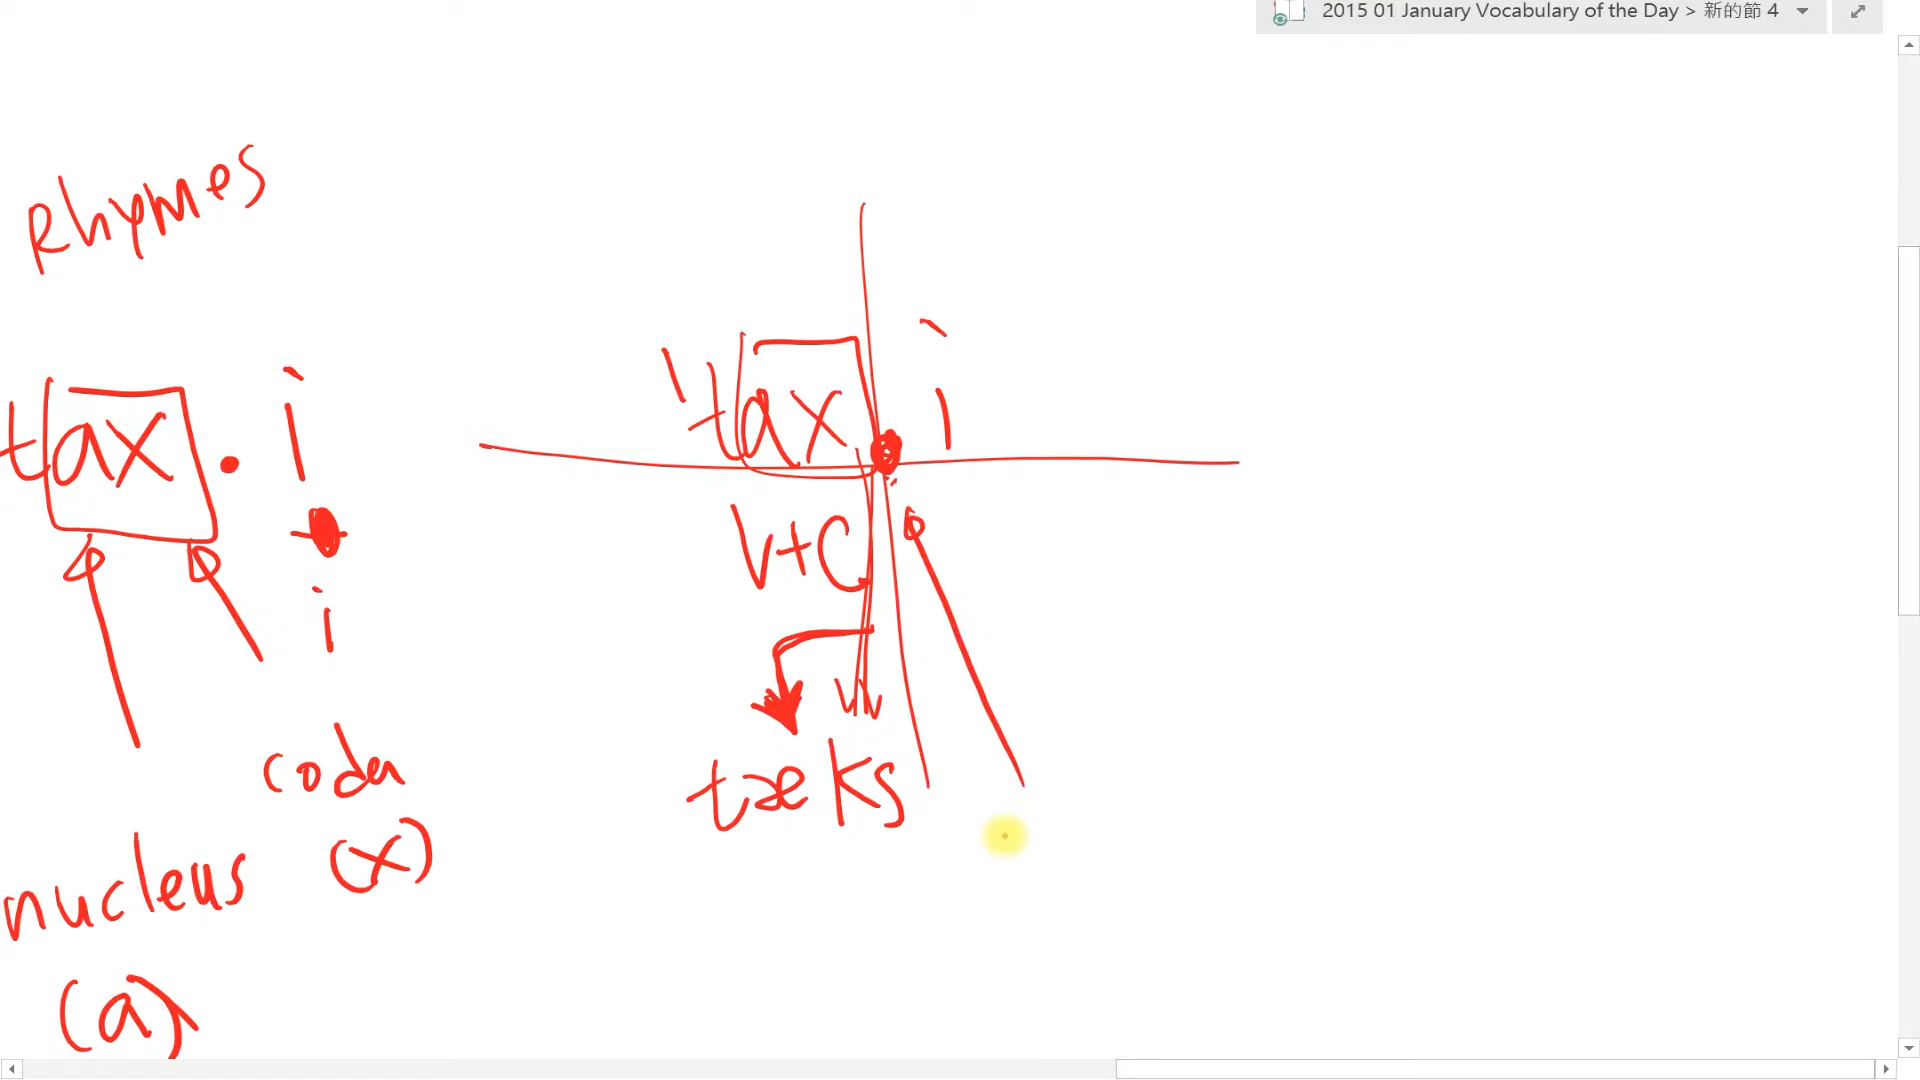 2015 01 January Vocabulary of the Day > 新的節 4
Rhymes
tax . i
i
coda
(x)
nucleus
(a)
'tax . i
V+C
tæks